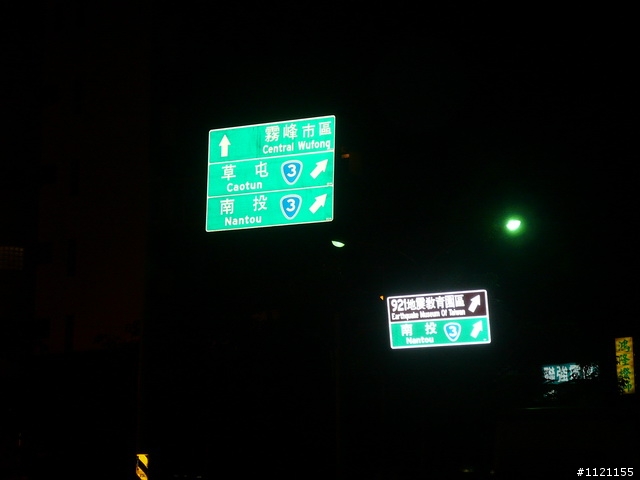 霧峰市區
Central Wufong
草屯 3
Caotun
南投 3
Nantou
921地震教育園區
Earthquake Museum Of Taiwan
南投 3
Nantou
#1121155